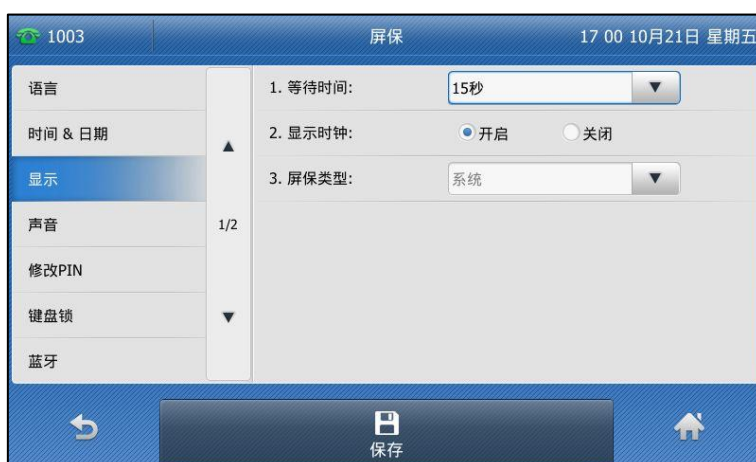 1003 屏保 17 00 10月21日 星期五
语言
时间 & 日期
显示
声音
修改PIN
键盘锁
蓝牙
1/2
1. 等待时间: 15秒
2. 显示时钟: 开启 关闭
3. 屏保类型: 系统
保存